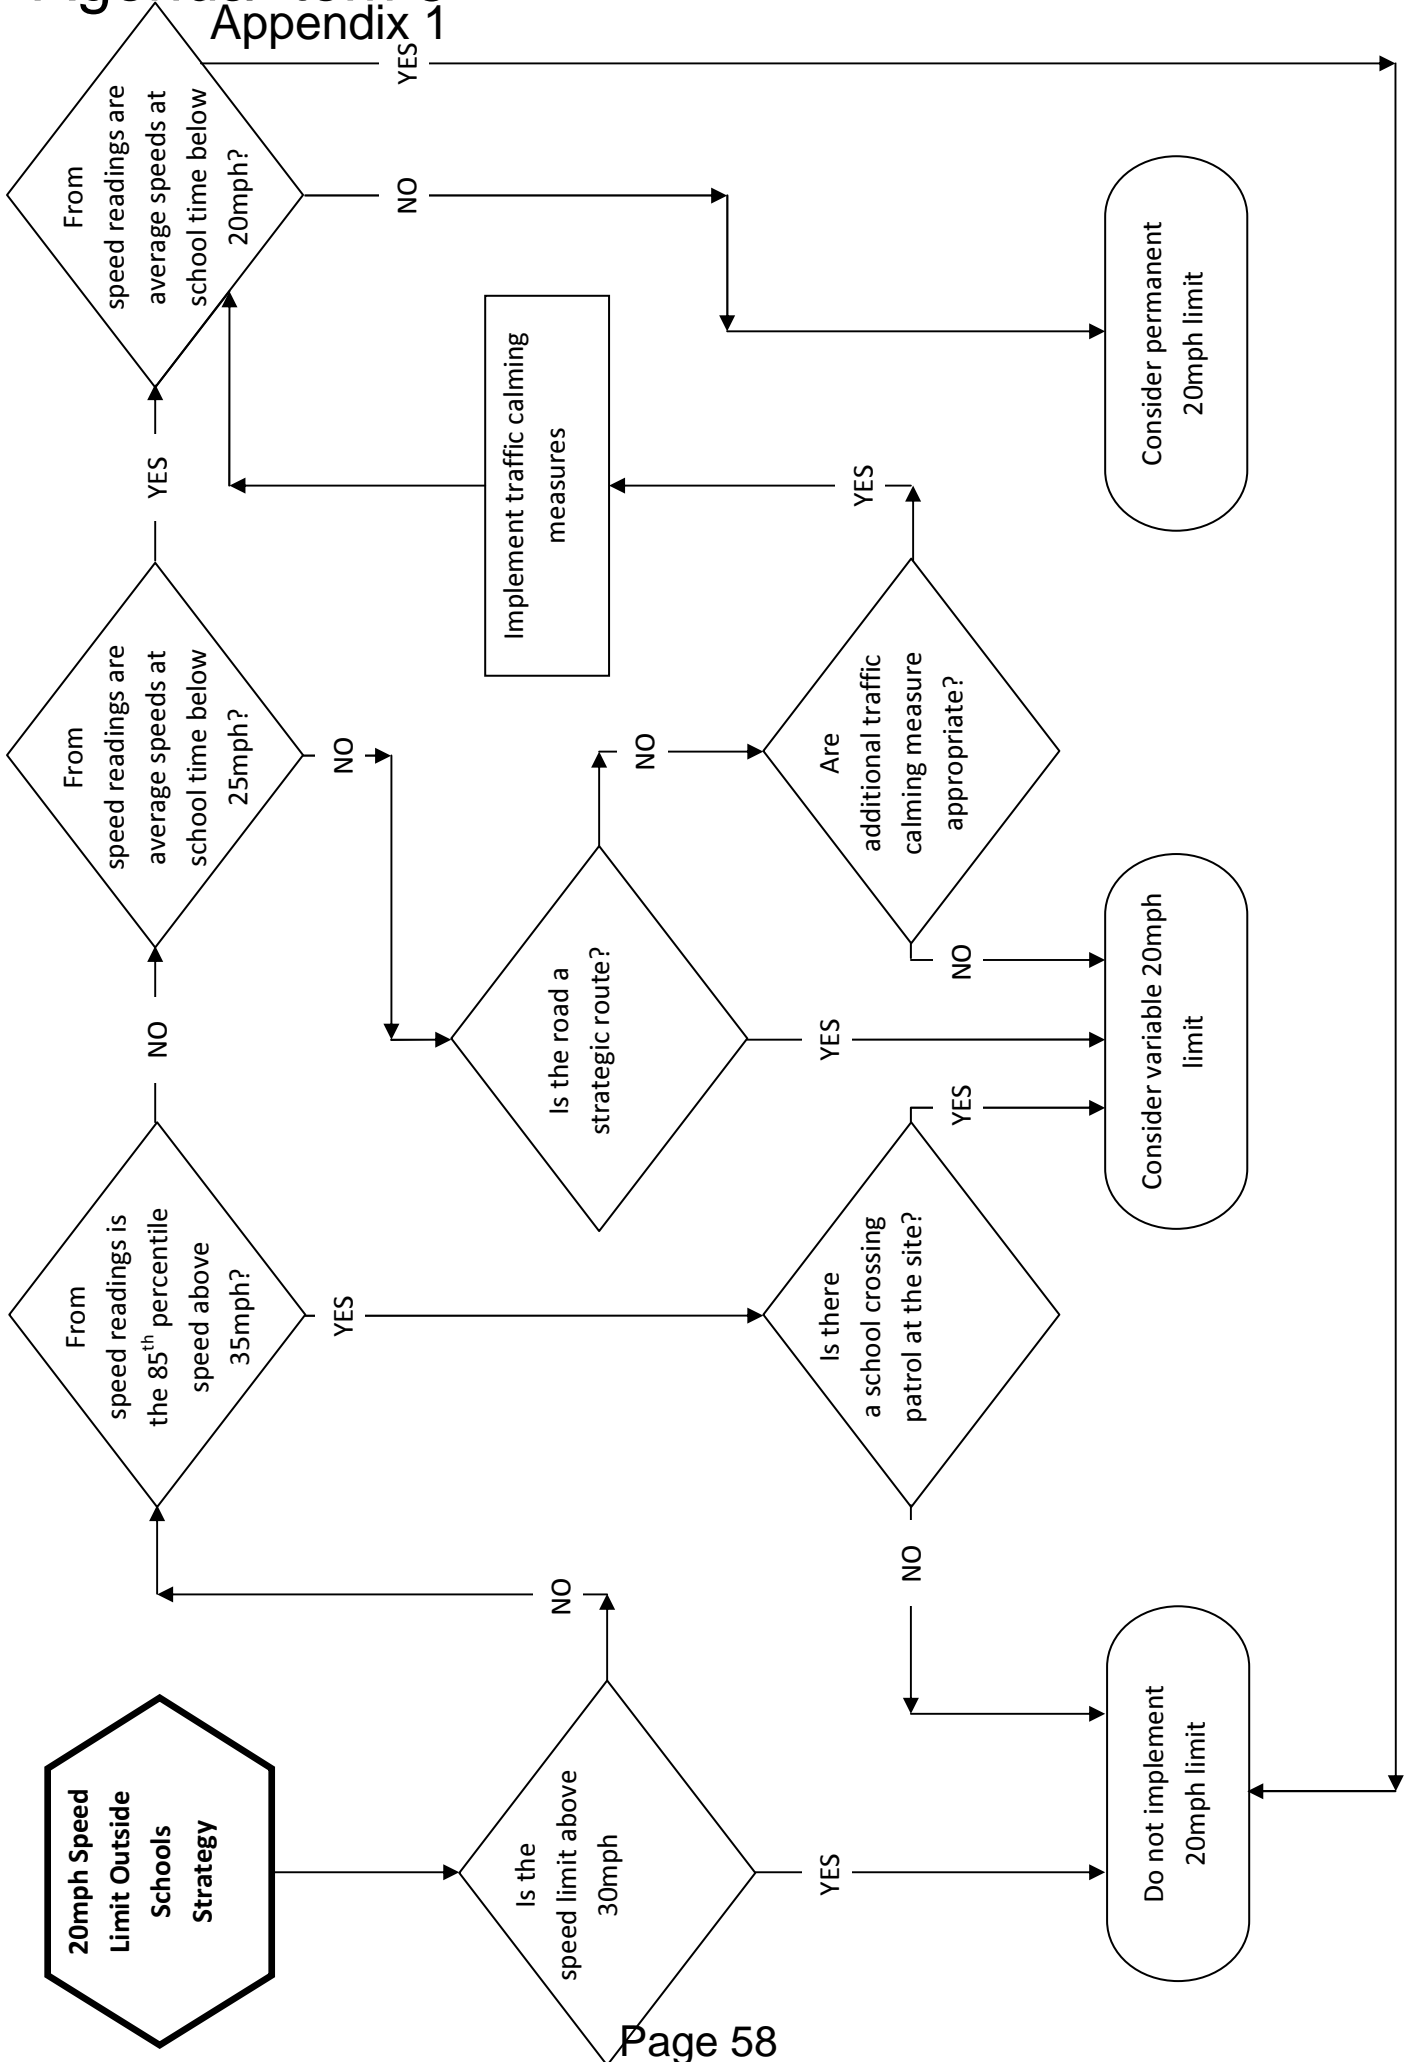 Appendix 1
20mph Speed
Limit Outside
Schools
Strategy
Is the
speed limit above
30mph
NO
YES
From
speed readings is
the 85th percentile
speed above
35mph?
NO
YES
From
speed readings are
average speeds at
school time below
25mph?
YES
NO
From
speed readings are
average speeds at
school time below
20mph?
YES
NO
Is the road a
strategic route?
NO
YES
Implement traffic calming
measures
Is there
a school crossing
patrol at the site?
NO
YES
Are
additional traffic
calming measure
appropriate?
YES
NO
Do not implement
20mph limit
Consider variable 20mph
limit
Consider permanent
20mph limit
Page 58